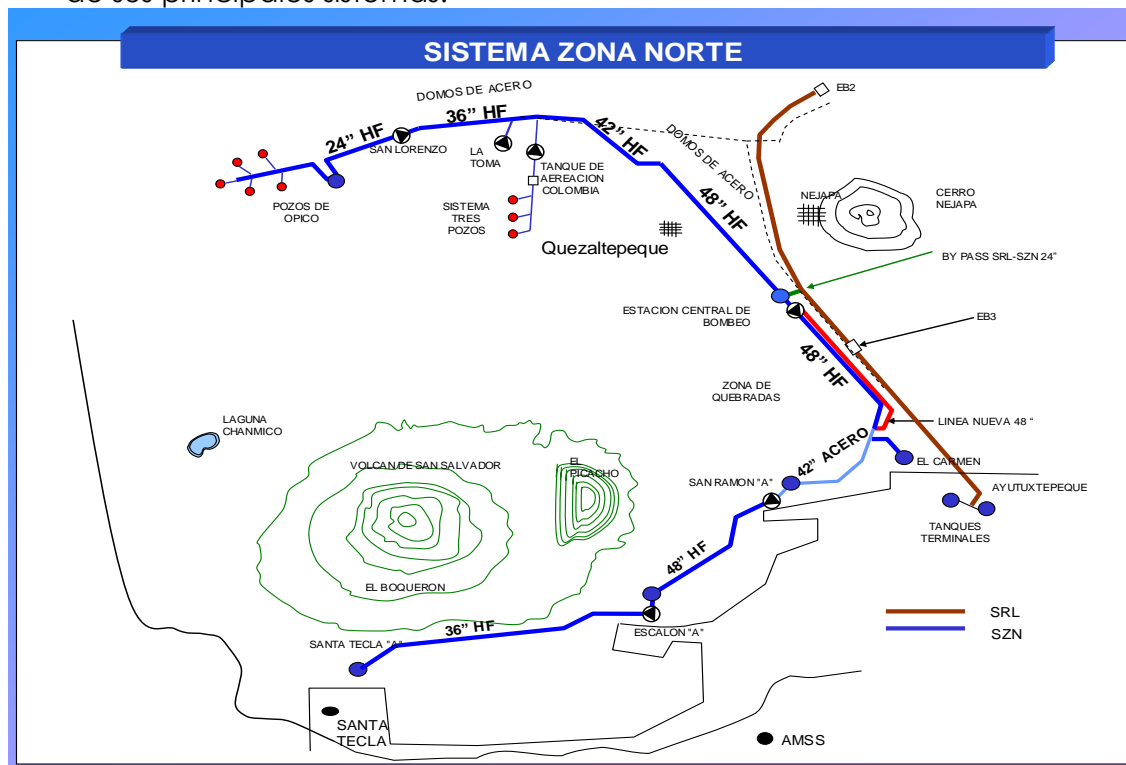 de sus principales sistemas.
SISTEMA ZONA NORTE
DOMOS DE ACERO
EB2
36” HF
42” HF
24” HF
SAN LORENZO
LA
TOMA
DOMOS DE ACERO
TANQUE DE
AEREACION
COLOMBIA
POZOS DE
OPICO
SISTEMA
TRES
POZOS
48” HF
NEJAPA
CERRO
NEJAPA
Quezaltepeque
BY PASS SRL-SZN 24"
ESTACION CENTRAL DE
BOMBEO
EB3
48” HF
ZONA DE
QUEBRADAS
LAGUNA
CHANMICO
LINEA NUEVA 48 “
VOLCAN DE SAN SALVADOR
EL
PICACHO
42” ACERO
EL CARMEN
SAN RAMON "A"
AYUTUXTEPEQUE
TANQUES
TERMINALES
48” HF
EL BOQUERON
36” HF
ESCALON "A"
SRL
SZN
SANTA TECLA "A"
SANTA
TECLA
AMSS